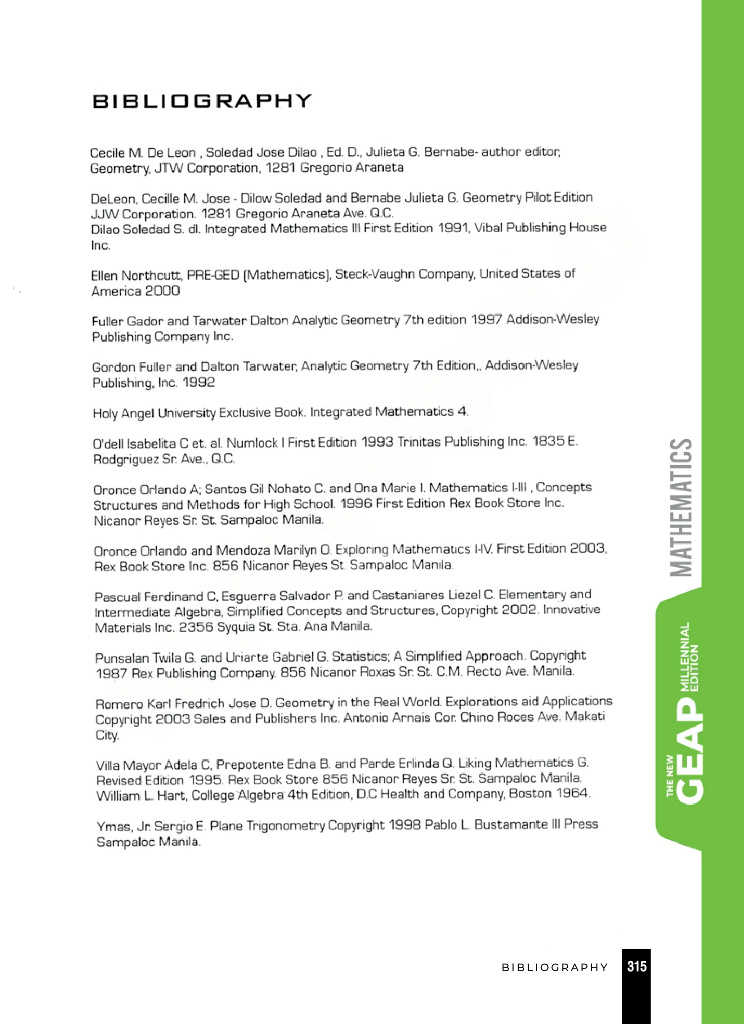 BIBLIOGRAPHY
Cecile M. De Leon , Soledad Jose Dilao , Ed. D., Julieta G. Bernabe- author editor,
Geometry, JTW Corporation, 1281 Gregorio Araneta
DeLeon, Cecille M. Jose - Dilow Soledad and Bernabe Julieta G. Geometry Pilot Edition
JJW Corporation. 1281 Gregorio Araneta Ave. Q.C.
Dilao Soledad S. dl. Integrated Mathematics III First Edition 1991, Vibal Publishing House
Inc.
Ellen Northcutt, PRE-GED (Mathematics), Steck-Vaughn Company, United States of
America 2000
Fuller Gador and Tarwater Dalton Analytic Geometry 7th edition 1997 Addison-Wesley
Publishing Company Inc.
Gordon Fuller and Dalton Tarwater, Analytic Geometry 7th Edition,, Addison-Wesley
Publishing, Inc. 1992
Holy Angel University Exclusive Book. Integrated Mathematics 4.
O'dell Isabelita C et. al. Numlock I First Edition 1993 Trinitas Publishing Inc. 1835 E.
Rodgriguez Sr. Ave., Q.C.
Oronce Orlando A; Santos Gil Nohato C. and Ona Marie I. Mathematics I-III , Concepts
Structures and Methods for High School. 1996 First Edition Rex Book Store Inc.
Nicanor Reyes Sr. St. Sampaloc Manila.
Oronce Orlando and Mendoza Marilyn O. Exploring Mathematics I-IV. First Edition 2003,
Rex Book Store Inc. 856 Nicanor Reyes St. Sampaloc Manila.
Pascual Ferdinand C, Esguerra Salvador P. and Castaniares Liezel C. Elementary and
Intermediate Algebra, Simplified Concepts and Structures, Copyright 2002. Innovative
Materials Inc. 2356 Syquia St. Sta. Ana Manila.
Punsalan Twila G. and Uriarte Gabriel G. Statistics; A Simplified Approach. Copyright
1987 Rex Publishing Company. 856 Nicanor Roxas Sr. St. C.M. Recto Ave. Manila.
Romero Karl Fredrich Jose D. Geometry in the Real World. Explorations aid Applications
Copyright 2003 Sales and Publishers Inc. Antonio Arnais Cor. Chino Roces Ave. Makati
City.
Villa Mayor Adela C, Prepotente Edna B. and Parde Erlinda Q. Liking Mathematics G.
Revised Edition 1995. Rex Book Store 856 Nicanor Reyes Sr. St. Sampaloc Manila.
William L. Hart, College Algebra 4th Edition, D.C Health and Company, Boston 1964.
Ymas, Jr. Sergio E. Plane Trigonometry Copyright 1998 Pablo L. Bustamante III Press
Sampaloc Manila.
MATHEMATICS
THE NEW
GEAP
MILLENNIAL
EDITION
BIBLIOGRAPHY 315